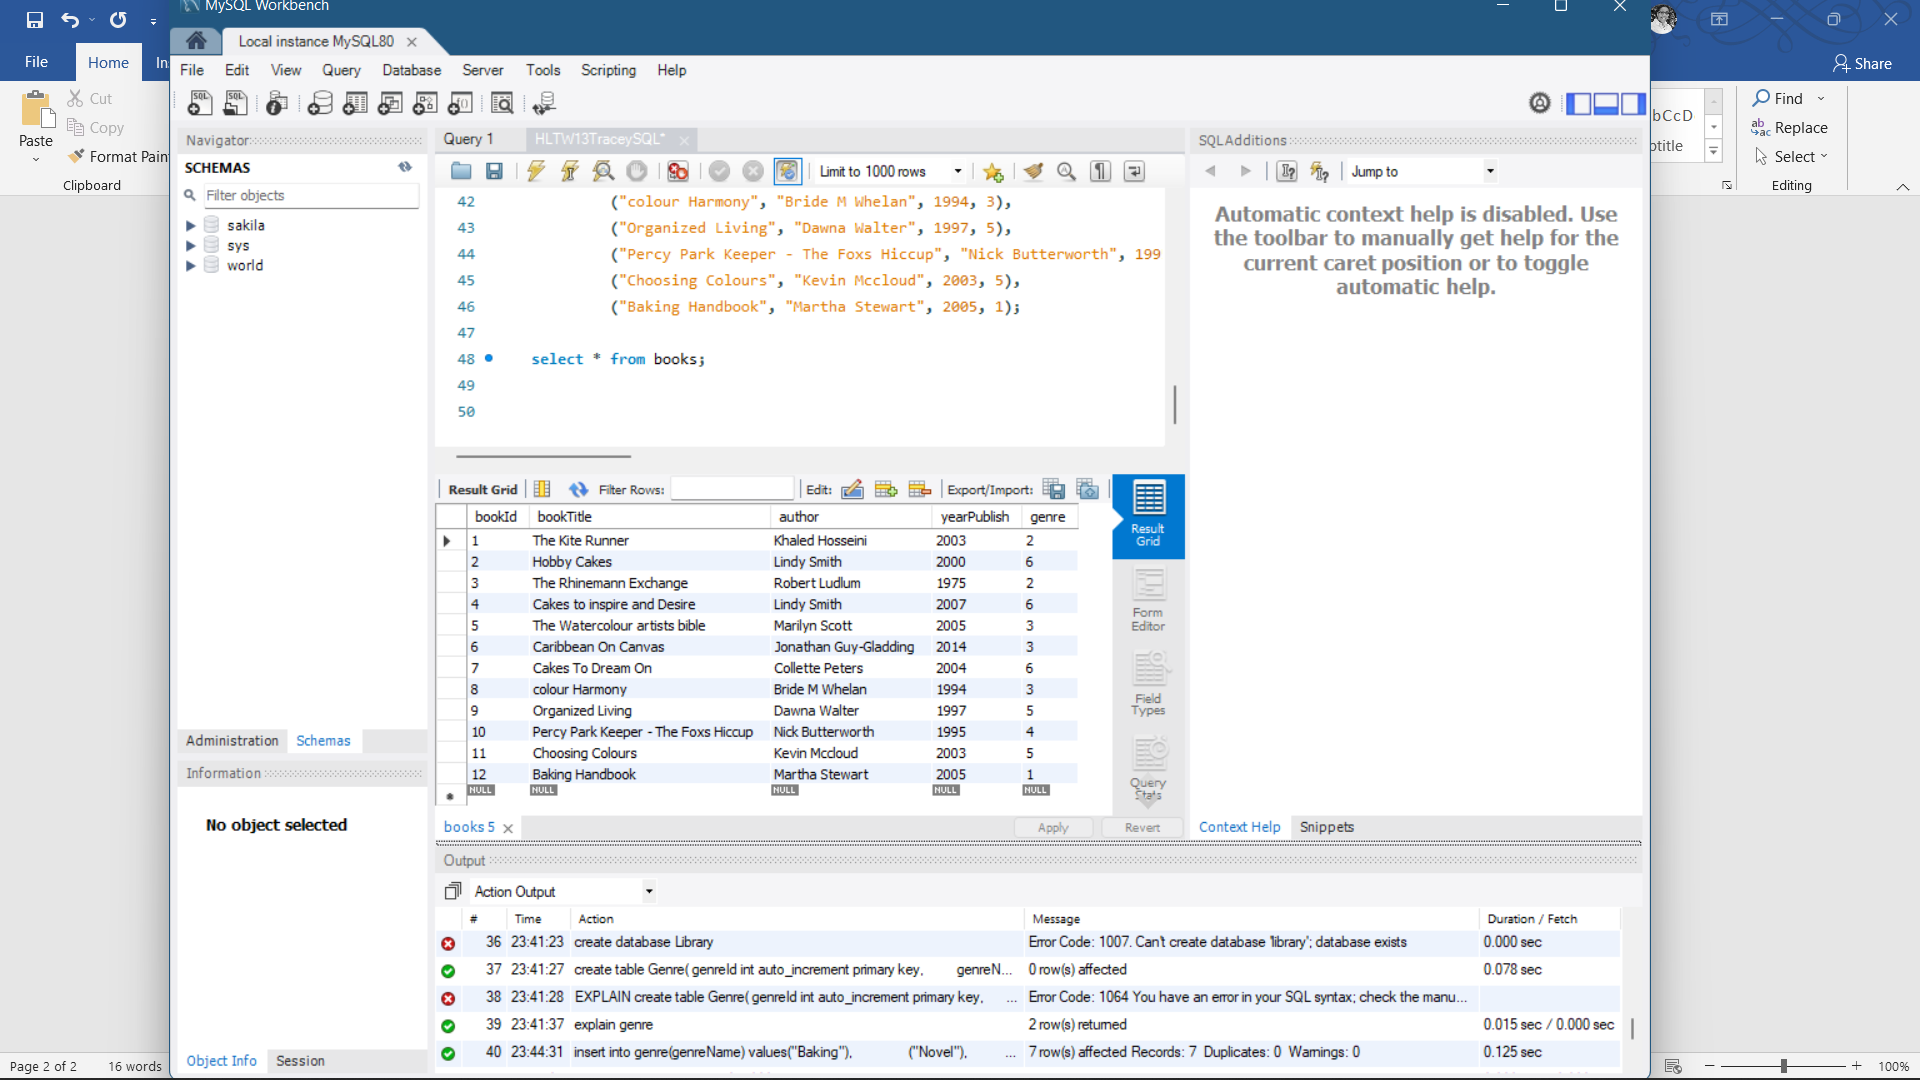 MySQL Workbench
Local instance MySQL80
File Home
Share
File Edit View Query Database Server Tools Scripting Help
Cut
Copy
Paste
Format Pain
Clipboard
bCcD
Find
Replace
Select
Editing
Navigator
SCHEMAS
Filter objects
sakila
sys
world
Query 1
HLTW13TraceySQL*
Limit to 1000 rows
42 ("colour Harmony", "Bride M Whelan", 1994, 3),
43 ("Organized Living", "Dawna Walter", 1997, 5),
44 ("Percy Park Keeper - The Foxs Hiccup", "Nick Butterworth", 199
45 ("Choosing Colours", "Kevin Mccloud", 2003, 5),
46 ("Baking Handbook", "Martha Stewart", 2005, 1);
47
48 select * from books;
49
50
SQLAdditions
Jump to
Automatic context help is disabled. Use
the toolbar to manually get help for the
current caret position or to toggle
automatic help.
Result Grid Filter Rows: Edit: Export/Import:
bookId bookTitle author yearPublish genre
1 The Kite Runner Khaled Hosseini 2003 2
2 Hobby Cakes Lindy Smith 2000 6
3 The Rhinemann Exchange Robert Ludlum 1975 2
4 Cakes to inspire and Desire Lindy Smith 2007 6
5 The Watercolour artists bible Marilyn Scott 2005 3
6 Caribbean On Canvas Jonathan Guy-Gladding 2014 3
7 Cakes To Dream On Collette Peters 2004 6
8 colour Harmony Bride M Whelan 1994 3
9 Organized Living Dawna Walter 1997 5
10 Percy Park Keeper - The Foxs Hiccup Nick Butterworth 1995 4
11 Choosing Colours Kevin Mccloud 2003 5
12 Baking Handbook Martha Stewart 2005 1
NULL NULL NULL NULL NULL
Result
Grid
Form
Editor
Field
Types
Query
Stats
Administration Schemas
Information
No object selected
Object Info Session
books 5
Apply Revert
Context Help Snippets
Output
Action Output
# Time Action Message Duration / Fetch
36 23:41:23 create database Library Error Code: 1007. Can't create database 'library'; database exists 0.000 sec
37 23:41:27 create table Genre( genreId int auto_increment primary key, genreN... 0 row(s) affected 0.078 sec
38 23:41:28 EXPLAIN create table Genre( genreId int auto_increment primary key, ... Error Code: 1064 You have an error in your SQL syntax; check the manu...
39 23:41:37 explain genre 2 row(s) returned 0.015 sec / 0.000 sec
40 23:44:31 insert into genre(genreName) values("Baking"), ("Novel"), ... 7 row(s) affected Records: 7 Duplicates: 0 Warnings: 0 0.125 sec
Page 2 of 2 16 words
100%